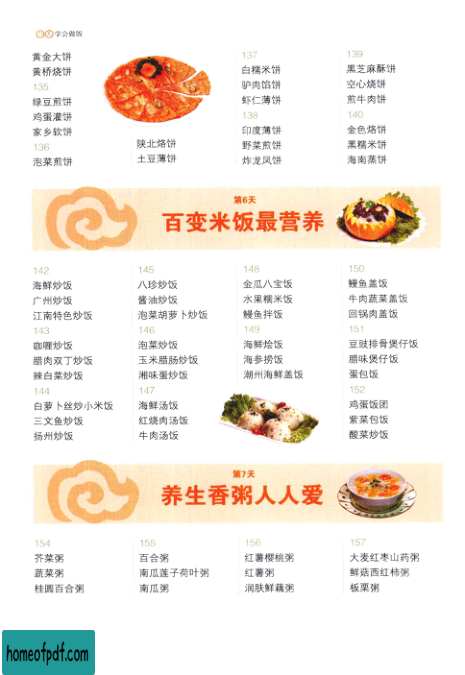 学会做饭
黄金大饼
黄桥烧饼
135
绿豆煎饼
鸡蛋灌饼
家乡软饼
136
泡菜煎饼
陕北烙饼
土豆薄饼
137
白糯米饼
驴肉馅饼
虾仁薄饼
138
印度薄饼
野菜煎饼
炸龙凤饼
139
黑芝麻酥饼
空心烧饼
煎牛肉饼
140
金色烙饼
黑糯米饼
海南蒸饼
第6天
百变米饭最营养
142
海鲜炒饭
广州炒饭
江南特色炒饭
143
咖喱炒饭
腊肉双丁炒饭
辣白菜炒饭
144
白萝卜丝炒小米饭
三文鱼炒饭
扬州炒饭
145
八珍炒饭
酱油炒饭
泡菜胡萝卜炒饭
146
泡菜炒饭
玉米腊肠炒饭
湘味蛋炒饭
147
海鲜汤饭
红烧肉汤饭
牛肉汤饭
148
金瓜八宝饭
水果糯米饭
鳗鱼拌饭
149
海鲜烩饭
海参捞饭
潮州海鲜盖饭
150
鳗鱼盖饭
牛肉蔬菜盖饭
回锅肉盖饭
151
豆豉排骨煲仔饭
腊味煲仔饭
蛋包饭
152
鸡蛋饭团
紫菜包饭
酸菜炒饭
第7天
养生香粥人人爱
154
芥菜粥
蔬菜粥
桂圆百合粥
155
百合粥
南瓜莲子荷叶粥
南瓜粥
156
红薯樱桃粥
红薯粥
润肤鲜藕粥
157
大麦红枣山药粥
鲜菇西红柿粥
板栗粥
homeofpdf.com